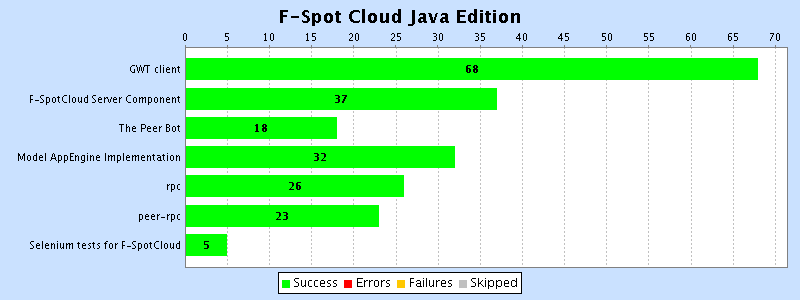 F-Spot Cloud Java Edition
0 5 10 15 20 25 30 35 40 45 50 55 60 65 70
GWT client 68
F-SpotCloud Server Component 37
The Peer Bot 18
Model AppEngine Implementation 32
rpc 26
peer-rpc 23
Selenium tests for F-SpotCloud 5
Success Errors Failures Skipped